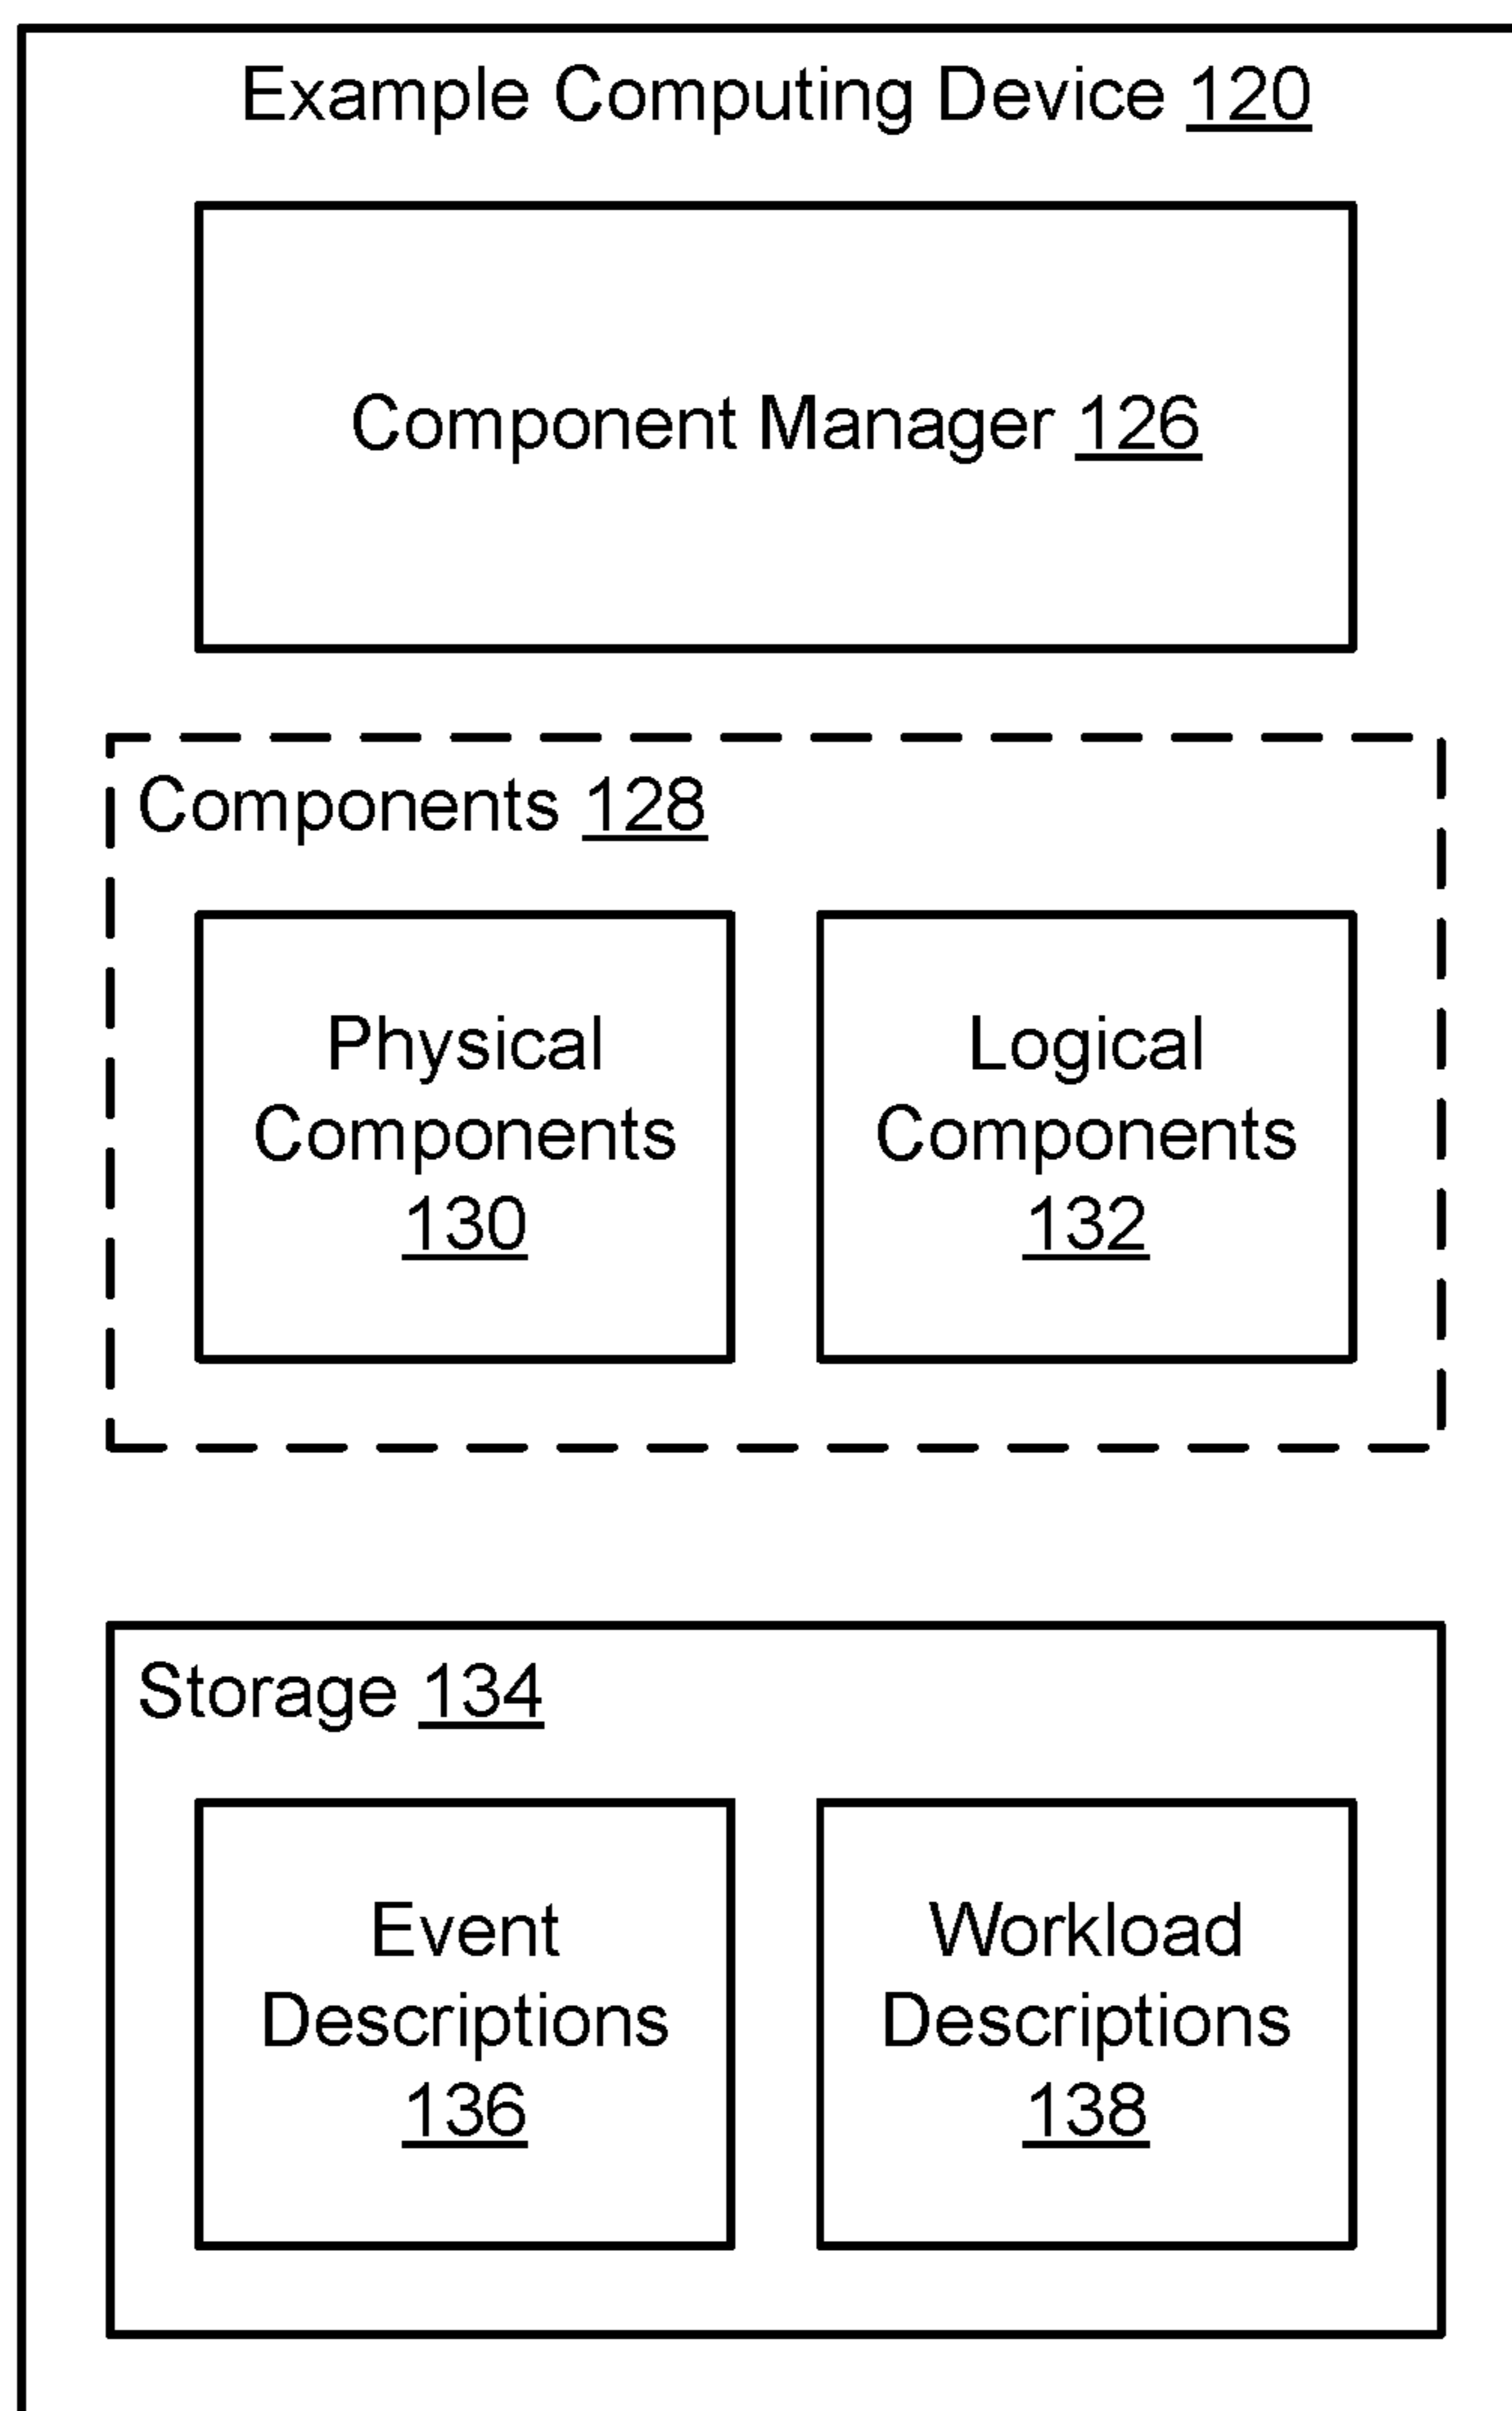 Example Computing Device 120
Component Manager 126
Components 128
Physical
Components
130
Logical
Components
132
Storage 134
Event
Descriptions
136
Workload
Descriptions
138